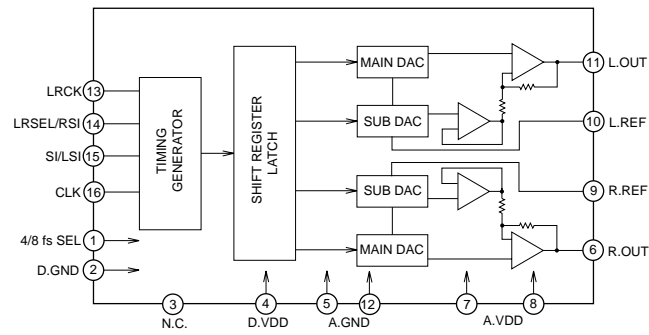 MAIN DAC
11 L.OUT
LRCK 13
LRSEL/RSI 14
SUB DAC
10 L.REF
SI/LSI 15
TIMING
GENERATOR
SHIFT REGISTER
LATCH
CLK 16
SUB DAC
9 R.REF
4/8 fs SEL 1
MAIN DAC
6 R.OUT
D.GND 2
3 4 5 12 7 8
N.C. D.VDD A.GND A.VDD